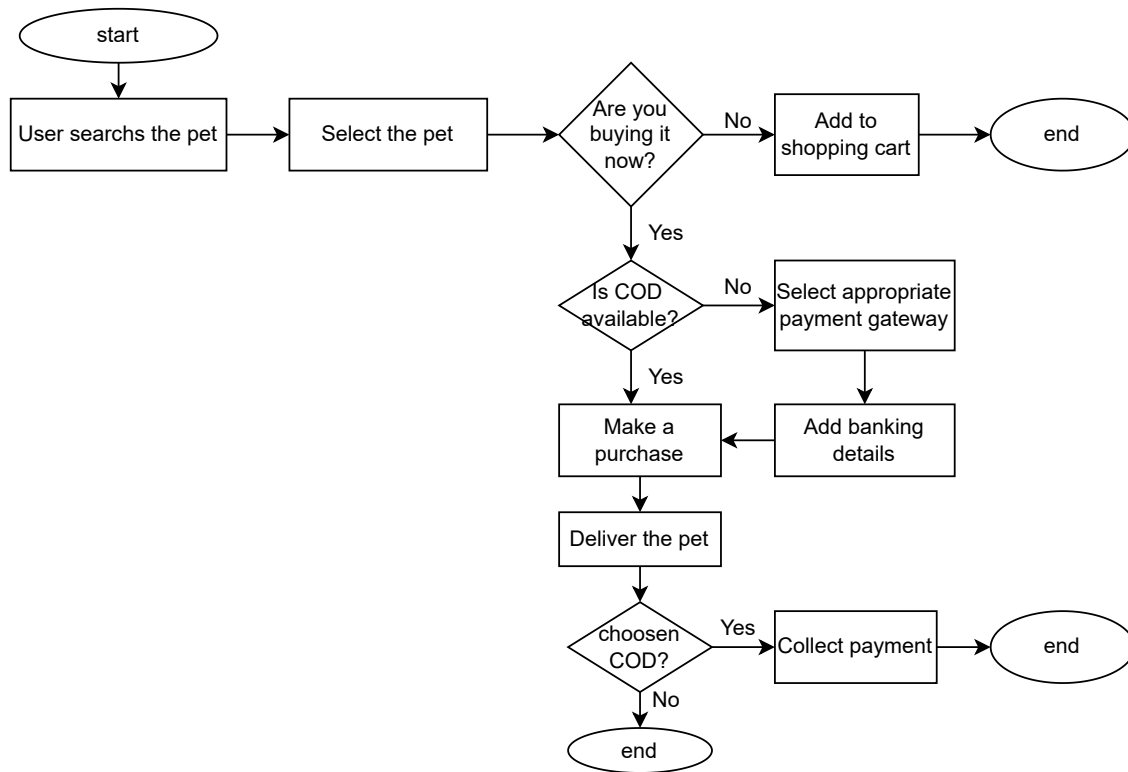 start
User searchs the pet
Select the pet
Are you
buying it
now?
No
Add to
shopping cart
end
Yes
Is COD
available?
No
Select appropriate
payment gateway
Yes
Make a
purchase
Add banking
details
Deliver the pet
choosen
COD?
Yes
Collect payment
end
No
end